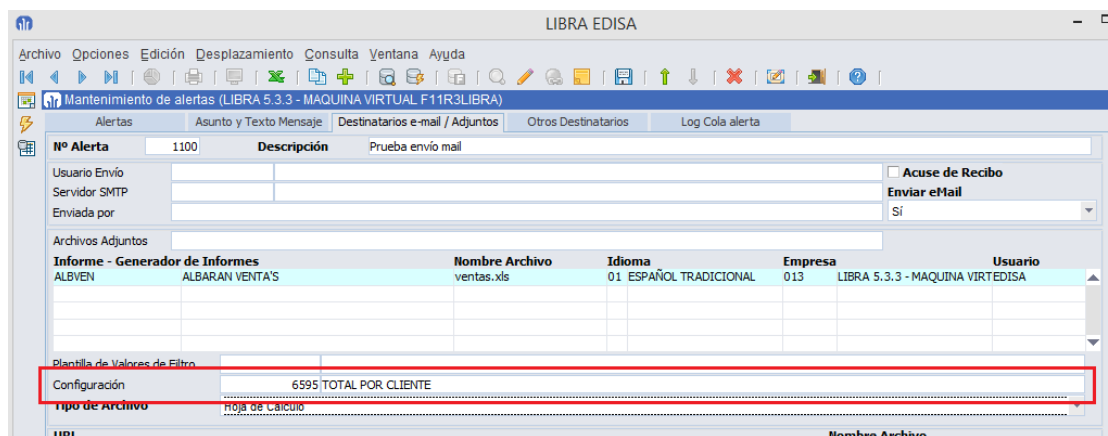 LIBRA EDISA
Archivo Opciones Edición Desplazamiento Consulta Ventana Ayuda
Mantenimiento de alertas (LIBRA 5.3.3 - MAQUINA VIRTUAL F11R3LIBRA)
Alertas Asunto y Texto Mensaje Destinatarios e-mail / Adjuntos Otros Destinatarios Log Cola alerta
Nº Alerta 1100 Descripción Prueba envío mail
Usuario Envío Acuse de Recibo
Servidor SMTP Enviar eMail
Enviada por Sí
Archivos Adjuntos
Informe - Generador de Informes Nombre Archivo Idioma Empresa Usuario
ALBVEN ALBARAN VENTA'S ventas.xls 01 ESPAÑOL TRADICIONAL 013 LIBRA 5.3.3 - MAQUINA VIRTEDISA
Plantilla de Valores de Filtro
Configuración 6595 TOTAL POR CLIENTE
Tipo de Archivo Hoja de Cálculo
URL Nombre Archivo